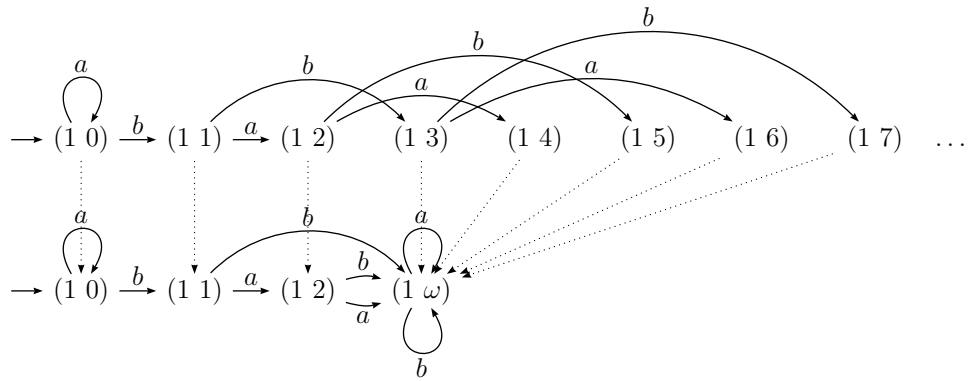 b
b
b
a
a
a
(1 0) b (1 1) a (1 2) (1 3) (1 4) (1 5) (1 6) (1 7) ...
a
b
a
(1 0) b (1 1) a (1 2) b (1 ω)
a
b